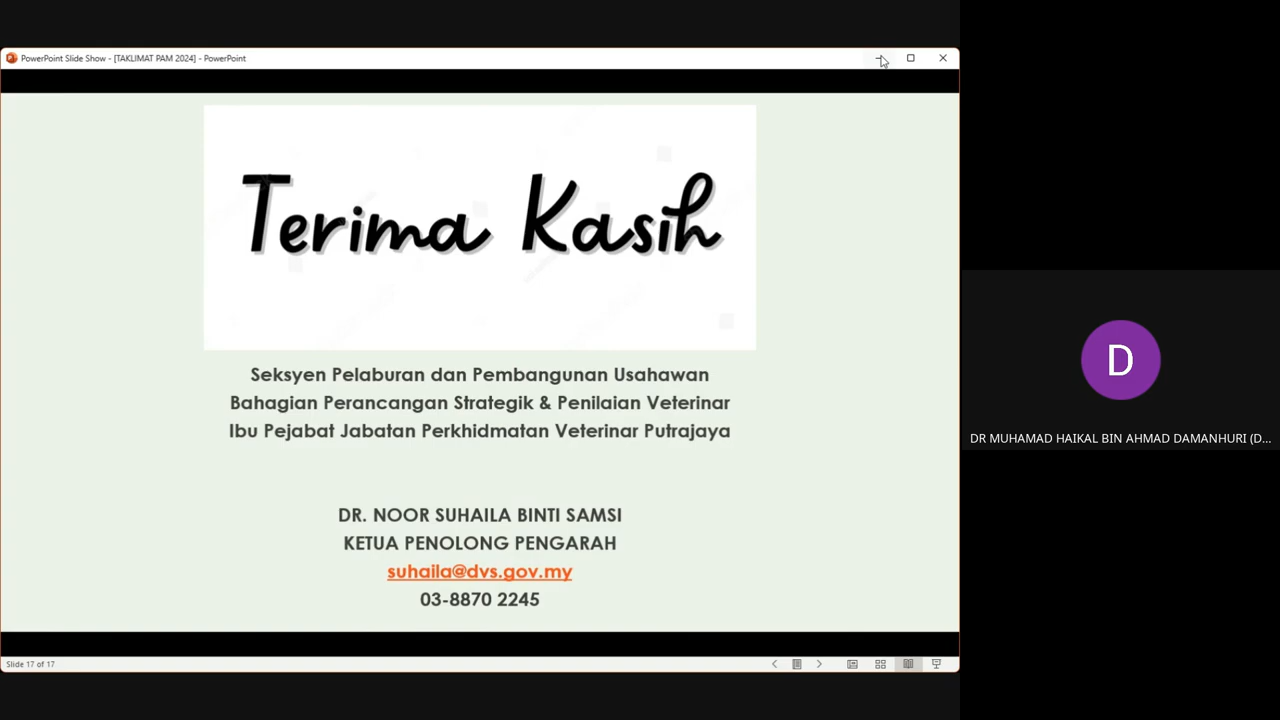 PowerPoint Slide Show - [TAKLIMAT PAM 2024] - PowerPoint
Terima Kasih
Seksyen Pelaburan dan Pembangunan Usahawan
Bahagian Perancangan Strategik & Penilaian Veterinar
Ibu Pejabat Jabatan Perkhidmatan Veterinar Putrajaya
DR. NOOR SUHAILA BINTI SAMSI
KETUA PENOLONG PENGARAH
suhaila@dvs.gov.my
03-8870 2245
Slide 17 of 17
D
DR MUHAMAD HAIKAL BIN AHMAD DAMANHURI (D...